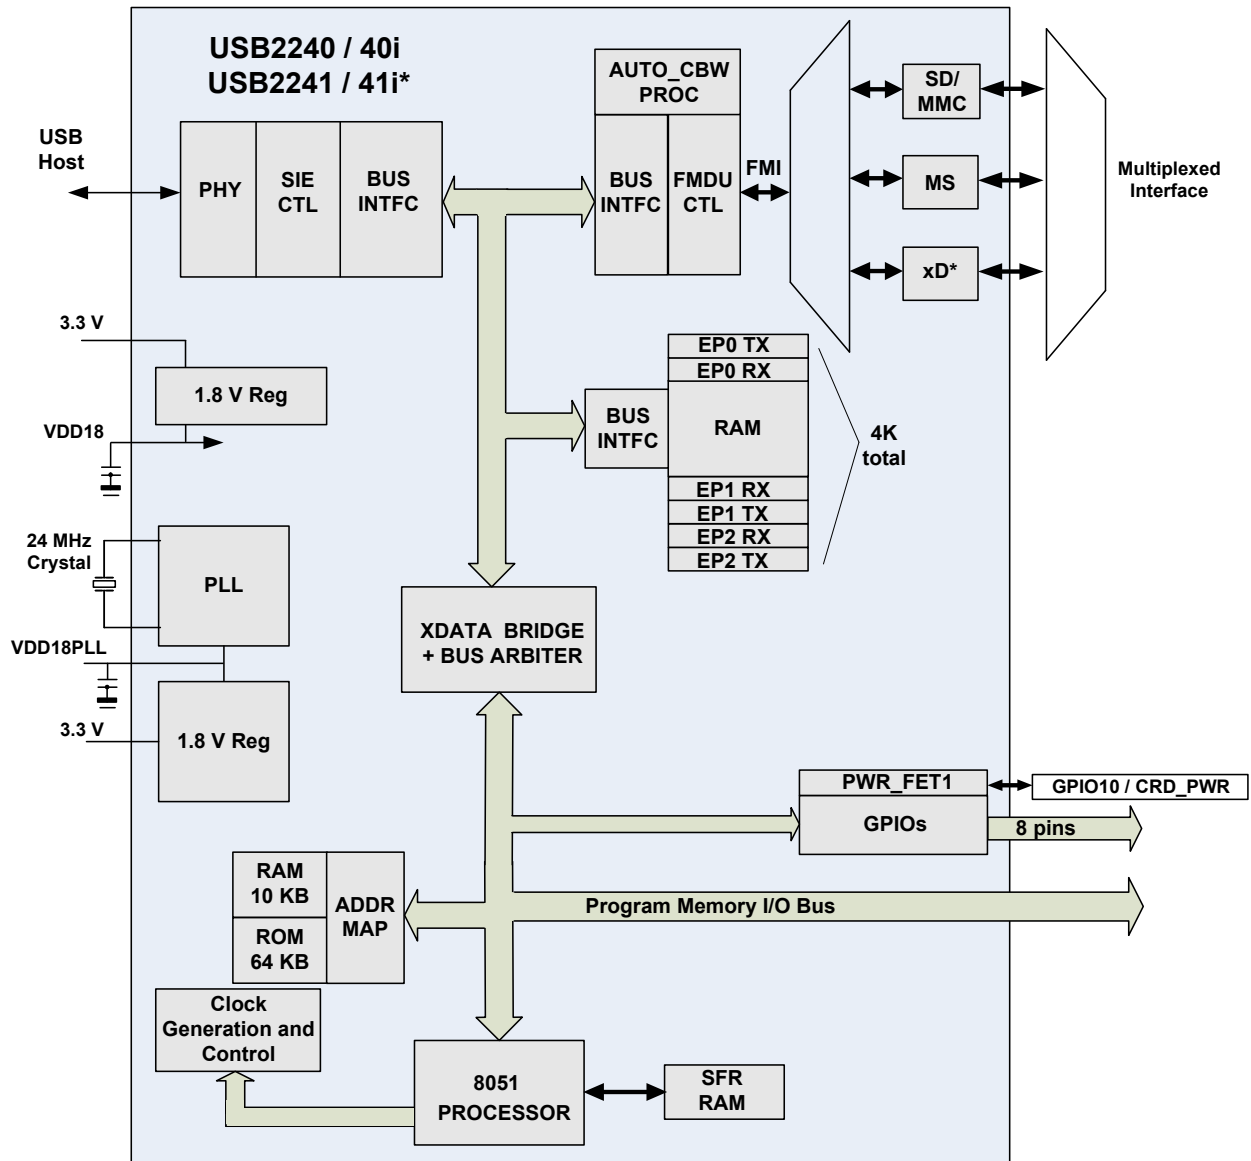 USB2240 / 40i
USB2241 / 41i*
USB
Host
PHY
SIE
CTL
BUS
INTFC
AUTO_CBW
PROC
BUS
INTFC
FMDU
CTL
FMI
SD/
MMC
MS
xD*
Multiplexed
Interface
3.3 V
1.8 V Reg
VDD18
EP0 TX
EP0 RX
BUS
INTFC
RAM
EP1 RX
EP1 TX
EP2 RX
EP2 TX
4K
total
24 MHz
Crystal
PLL
VDD18PLL
3.3 V
1.8 V Reg
XDATA BRIDGE
+ BUS ARBITER
PWR_FET1
GPIOs
GPIO10 / CRD_PWR
8 pins
RAM
10 KB
ROM
64 KB
ADDR
MAP
Program Memory I/O Bus
Clock
Generation and
Control
8051
PROCESSOR
SFR
RAM